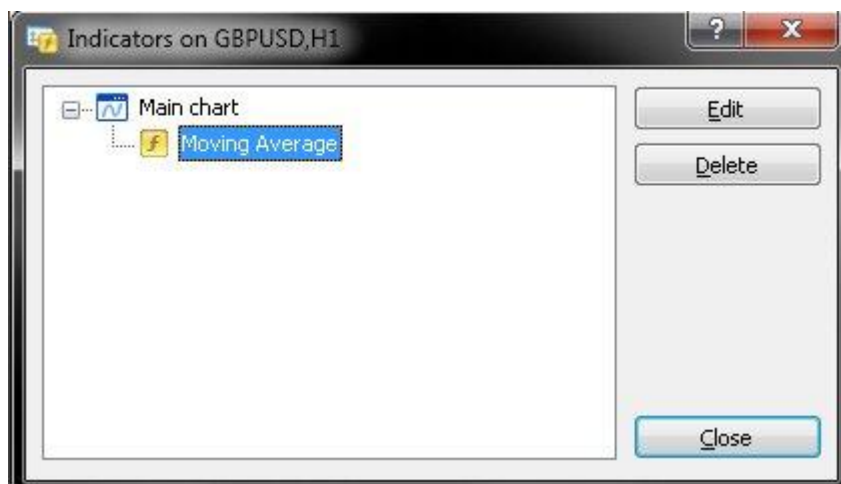 Indicators on GBPUSD,H1
?
X
Main chart
Moving Average
Edit
Delete
Close